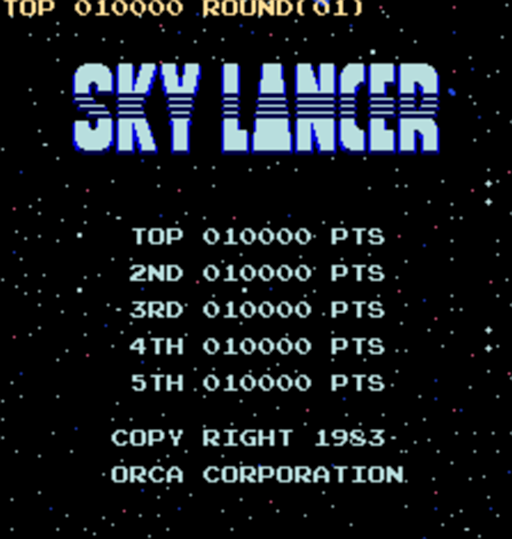 TOP 010000 ROUND(01)
SKY LANCER
TOP 010000 PTS
2ND 010000 PTS
3RD 010000 PTS
4TH 010000 PTS
5TH 010000 PTS
COPY RIGHT 1983
ORCA CORPORATION